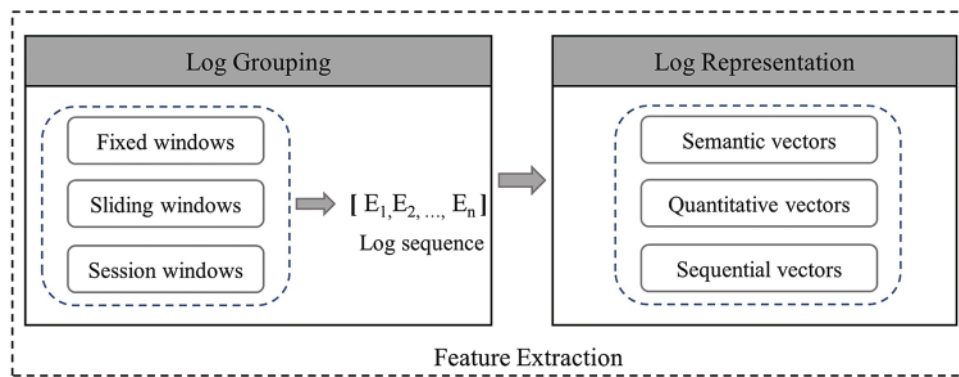 Log Grouping
Fixed windows
Sliding windows
Session windows
[ E1,E2, ..., En ]
Log sequence
Log Representation
Semantic vectors
Quantitative vectors
Sequential vectors
Feature Extraction